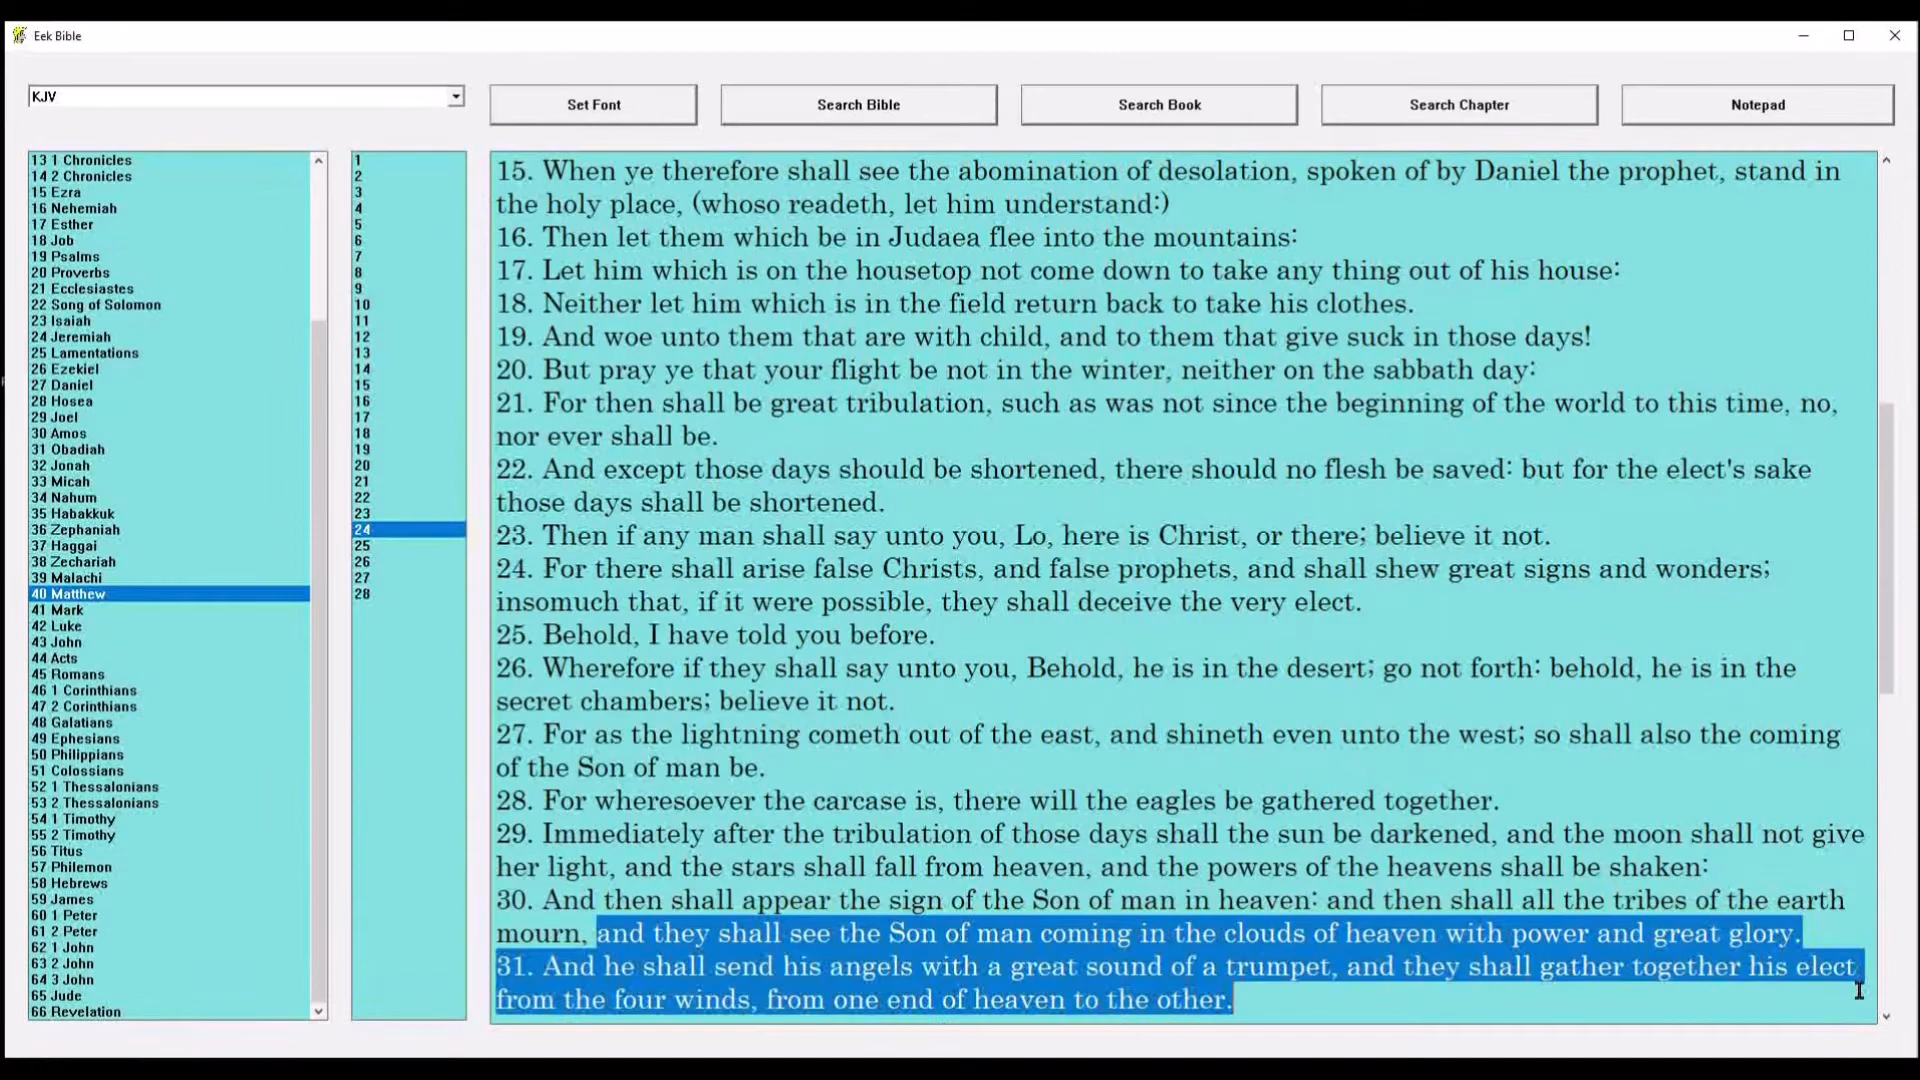 Eek Bible
KJV
Set Font
Search Bible
Search Book
Search Chapter
Notepad
13 1 Chronicles
14 2 Chronicles
15 Ezra
16 Nehemiah
17 Esther
18 Job
19 Psalms
20 Proverbs
21 Ecclesiastes
22 Song of Solomon
23 Isaiah
24 Jeremiah
25 Lamentations
26 Ezekiel
27 Daniel
28 Hosea
29 Joel
30 Amos
31 Obadiah
32 Jonah
33 Micah
34 Nahum
35 Habakkuk
36 Zephaniah
37 Haggai
38 Zechariah
39 Malachi
40 Matthew
41 Mark
42 Luke
43 John
44 Acts
45 Romans
46 1 Corinthians
47 2 Corinthians
48 Galatians
49 Ephesians
50 Philippians
51 Colossians
52 1 Thessalonians
53 2 Thessalonians
54 1 Timothy
55 2 Timothy
56 Titus
57 Philemon
58 Hebrews
59 James
60 1 Peter
61 2 Peter
62 1 John
63 2 John
64 3 John
65 Jude
66 Revelation
1
2
3
4
5
6
7
8
9
10
11
12
13
14
15
16
17
18
19
20
21
22
23
24
25
26
27
28
15. When ye therefore shall see the abomination of desolation, spoken of by Daniel the prophet, stand in
the holy place, (whoso readeth, let him understand:)
16. Then let them which be in Judaea flee into the mountains:
17. Let him which is on the housetop not come down to take any thing out of his house:
18. Neither let him which is in the field return back to take his clothes.
19. And woe unto them that are with child, and to them that give suck in those days!
20. But pray ye that your flight be not in the winter, neither on the sabbath day:
21. For then shall be great tribulation, such as was not since the beginning of the world to this time, no,
nor ever shall be.
22. And except those days should be shortened, there should no flesh be saved: but for the elect's sake
those days shall be shortened.
23. Then if any man shall say unto you, Lo, here is Christ, or there; believe it not.
24. For there shall arise false Christs, and false prophets, and shall shew great signs and wonders;
insomuch that, if it were possible, they shall deceive the very elect.
25. Behold, I have told you before.
26. Wherefore if they shall say unto you, Behold, he is in the desert; go not forth: behold, he is in the
secret chambers; believe it not.
27. For as the lightning cometh out of the east, and shineth even unto the west; so shall also the coming
of the Son of man be.
28. For wheresoever the carcase is, there will the eagles be gathered together.
29. Immediately after the tribulation of those days shall the sun be darkened, and the moon shall not give
her light, and the stars shall fall from heaven, and the powers of the heavens shall be shaken:
30. And then shall appear the sign of the Son of man in heaven: and then shall all the tribes of the earth
mourn, and they shall see the Son of man coming in the clouds of heaven with power and great glory.
31. And he shall send his angels with a great sound of a trumpet, and they shall gather together his elect
from the four winds, from one end of heaven to the other.